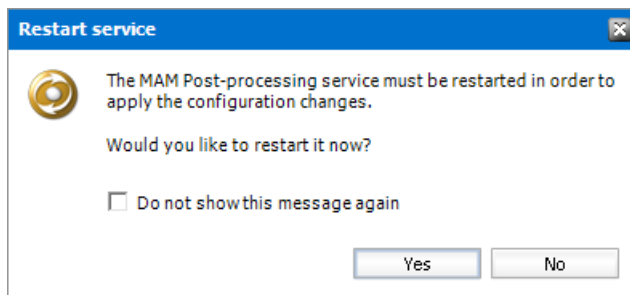 Restart service
The MAM Post-processing service must be restarted in order to
apply the configuration changes.
Would you like to restart it now?
Do not show this message again
Yes
No